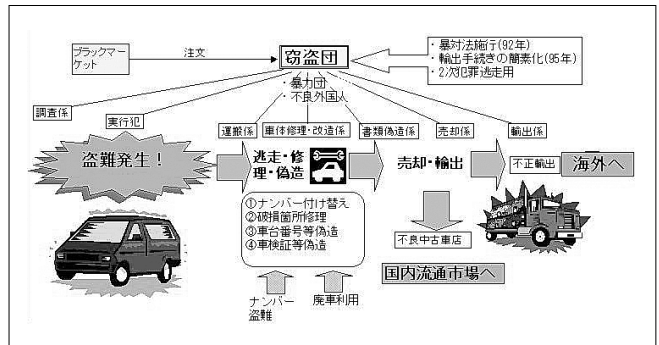 ブラックマー
ケット
注文
窃盗団
・暴対法施行(92年)
・輸出手続きの簡素化(95年)
・2次犯罪逃走用
・暴力団
・不良外国人
調査係
実行犯
運搬係
車体修理・改造係
書類偽造係
売却係
輸出係
盗難発生!
逃走・修
理・偽造
売却・輸出
不正輸出
海外へ
①ナンバー付け替え
②破損箇所修理
③車台番号等偽造
④車検証等偽造
不良中古車店
国内流通市場へ
ナンバー
盗難
廃車利用